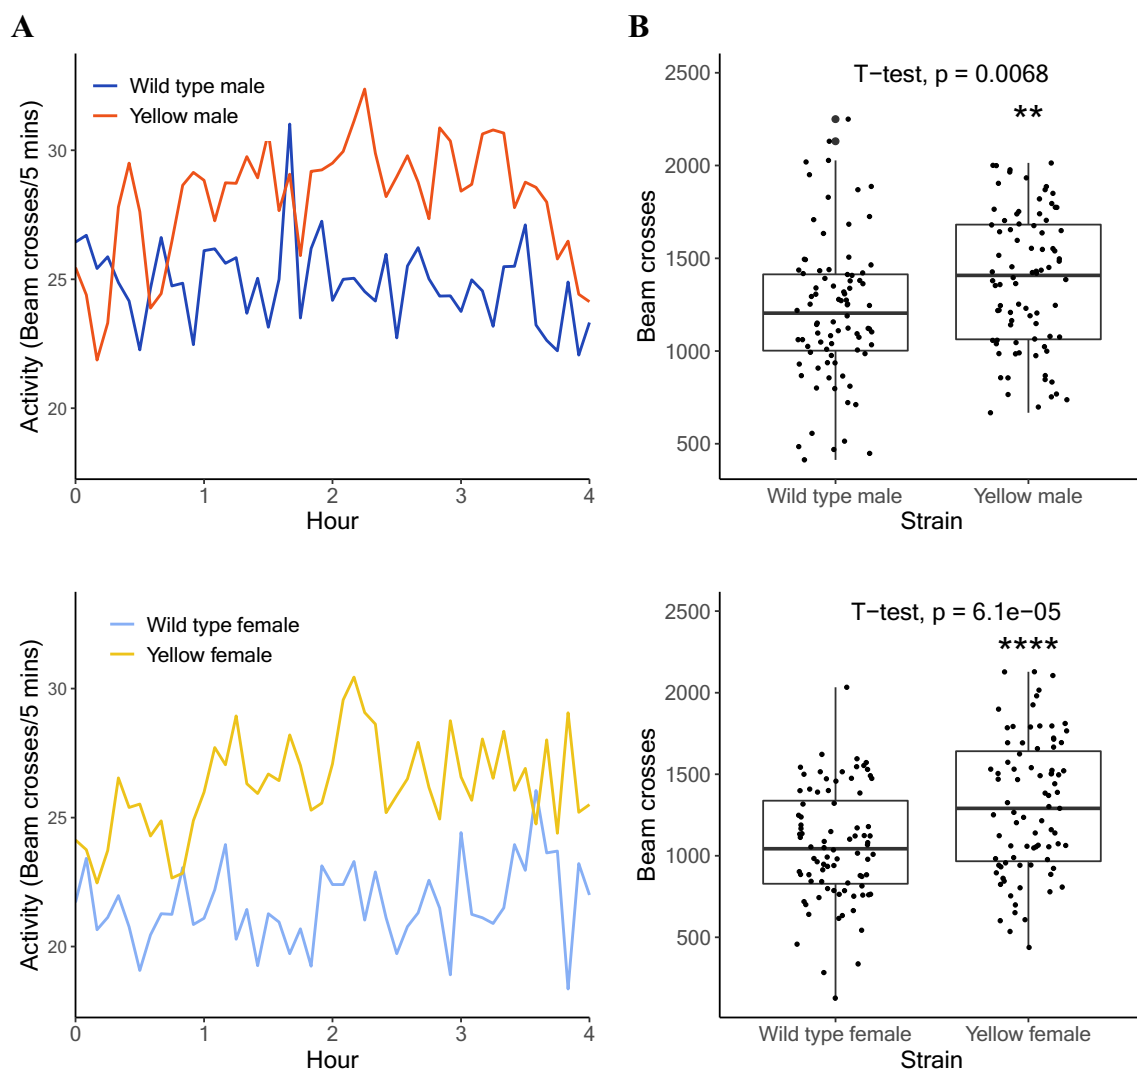 A
Activity (Beam crosses/5 mins)
Wild type male
Yellow male
30
25
20
0 1 2 3 4
Hour
B
Beam crosses
T−test, p = 0.0068
**
2500
2000
1500
1000
500
Wild type male Yellow male
Strain
Activity (Beam crosses/5 mins)
Wild type female
Yellow female
30
25
20
0 1 2 3 4
Hour
Beam crosses
T−test, p = 6.1e−05
****
2500
2000
1500
1000
500
Wild type female Yellow female
Strain